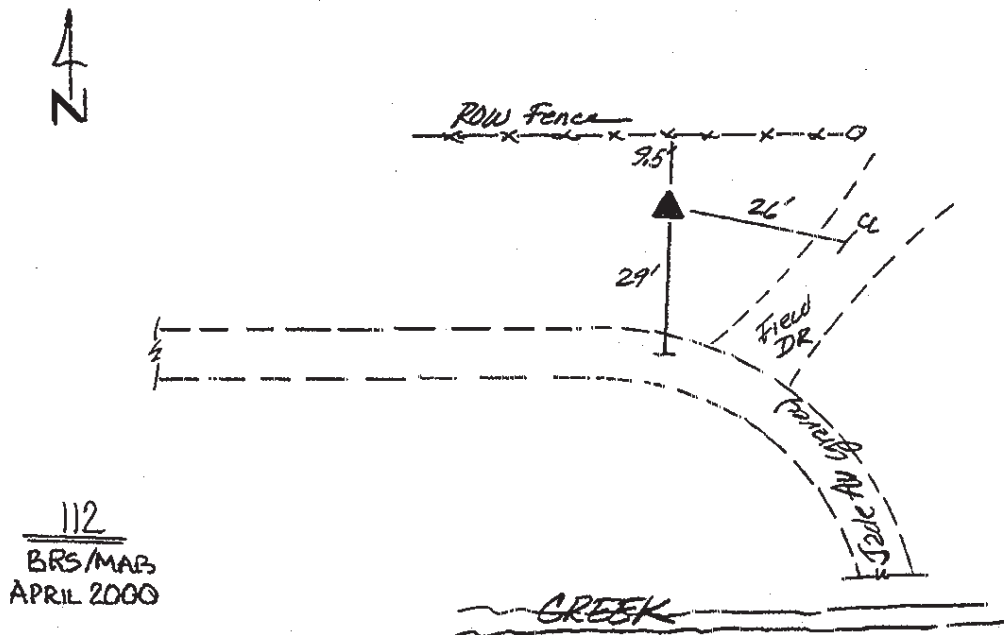 N
ROW Fence
9.5'
26'
CL
29'
Field
DR
Jade AV gravel
112
BRS/MAB
APRIL 2000
CREEK